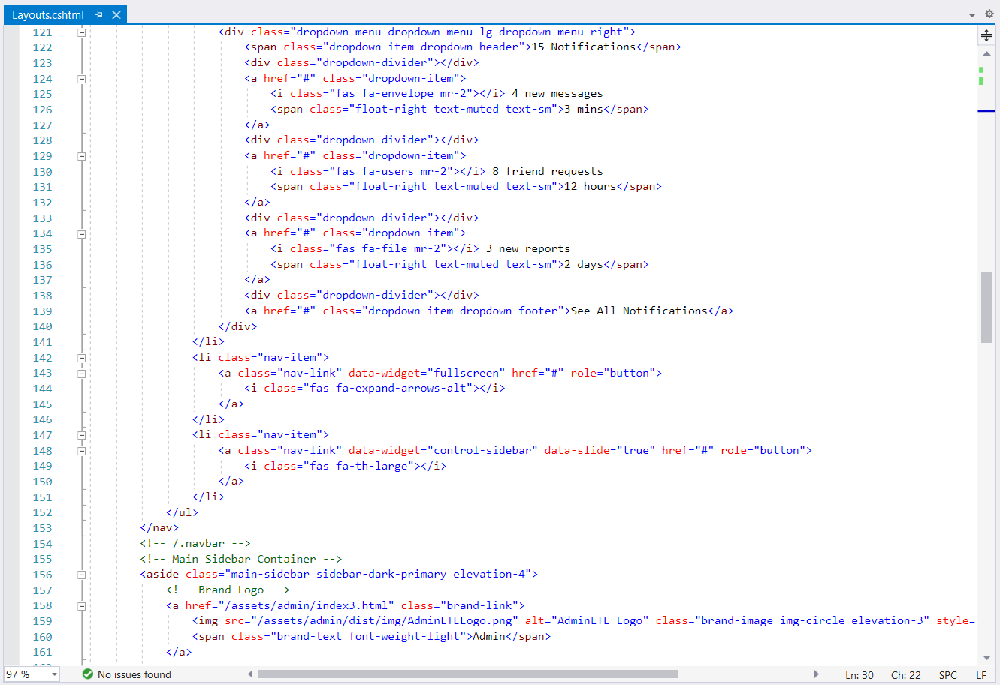 _Layouts.cshtml
121 <div class="dropdown-menu dropdown-menu-lg dropdown-menu-right">
122 <span class="dropdown-item dropdown-header">15 Notifications</span>
123 <div class="dropdown-divider"></div>
124 <a href="#" class="dropdown-item">
125 <i class="fas fa-envelope mr-2"></i> 4 new messages
126 <span class="float-right text-muted text-sm">3 mins</span>
127 </a>
128 <div class="dropdown-divider"></div>
129 <a href="#" class="dropdown-item">
130 <i class="fas fa-users mr-2"></i> 8 friend requests
131 <span class="float-right text-muted text-sm">12 hours</span>
132 </a>
133 <div class="dropdown-divider"></div>
134 <a href="#" class="dropdown-item">
135 <i class="fas fa-file mr-2"></i> 3 new reports
136 <span class="float-right text-muted text-sm">2 days</span>
137 </a>
138 <div class="dropdown-divider"></div>
139 <a href="#" class="dropdown-item dropdown-footer">See All Notifications</a>
140 </div>
141 </li>
142 <li class="nav-item">
143 <a class="nav-link" data-widget="fullscreen" href="#" role="button">
144 <i class="fas fa-expand-arrows-alt"></i>
145 </a>
146 </li>
147 <li class="nav-item">
148 <a class="nav-link" data-widget="control-sidebar" data-slide="true" href="#" role="button">
149 <i class="fas fa-th-large"></i>
150 </a>
151 </li>
152 </ul>
153 </nav>
154 <!-- /.navbar -->
155 <!-- Main Sidebar Container -->
156 <aside class="main-sidebar sidebar-dark-primary elevation-4">
157 <!-- Brand Logo -->
158 <a href="/assets/admin/index3.html" class="brand-link">
159 <img src="/assets/admin/dist/img/AdminLTELogo.png" alt="AdminLTE Logo" class="brand-image img-circle elevation-3" style="
160 <span class="brand-text font-weight-light">Admin</span>
161 </a>
97 % No issues found Ln: 30 Ch: 22 SPC LF